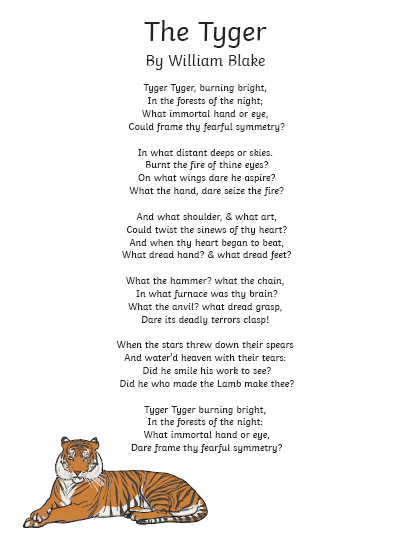 The Tyger
By William Blake
Tyger Tyger, burning bright,
In the forests of the night;
What immortal hand or eye,
Could frame thy fearful symmetry?
In what distant deeps or skies.
Burnt the fire of thine eyes?
On what wings dare he aspire?
What the hand, dare seize the fire?
And what shoulder, & what art,
Could twist the sinews of thy heart?
And when thy heart began to beat,
What dread hand? & what dread feet?
What the hammer? what the chain,
In what furnace was thy brain?
What the anvil? what dread grasp,
Dare its deadly terrors clasp!
When the stars threw down their spears
And water'd heaven with their tears:
Did he smile his work to see?
Did he who made the Lamb make thee?
Tyger Tyger burning bright,
In the forests of the night:
What immortal hand or eye,
Dare frame thy fearful symmetry?